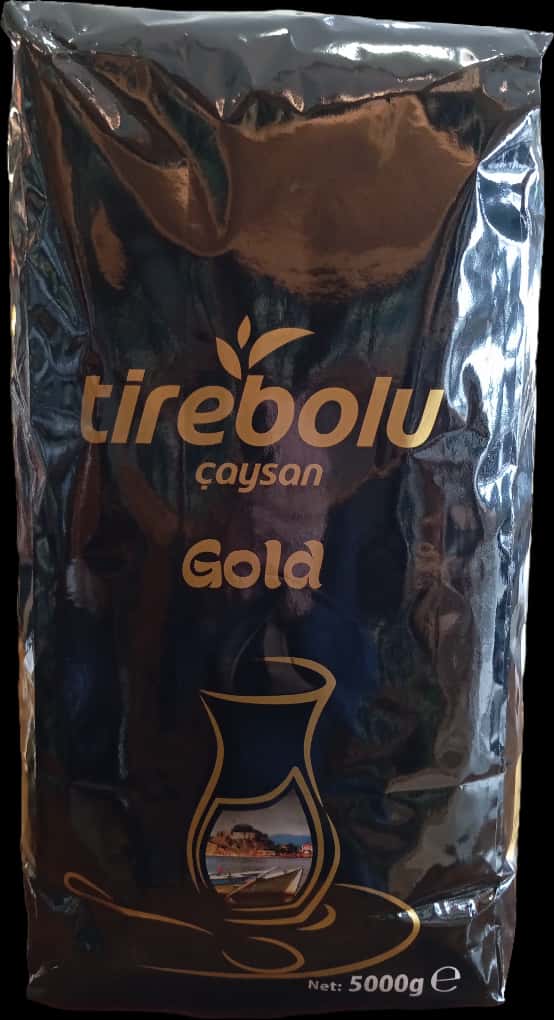 tirebolu
çaysan
Gold
Net: 5000g ℮